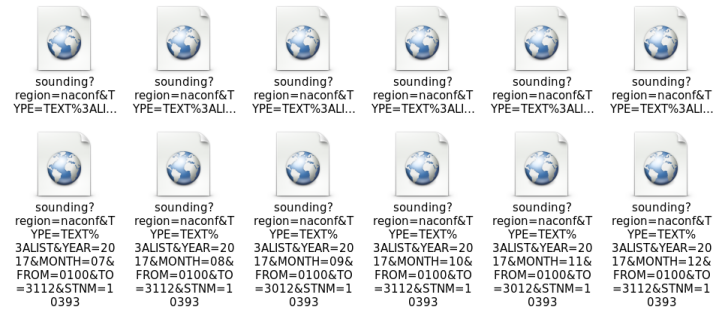 sounding?
region=naconf&T
YPE=TEXT%3ALI...
sounding?
region=naconf&T
YPE=TEXT%3ALI...
sounding?
region=naconf&T
YPE=TEXT%3ALI...
sounding?
region=naconf&T
YPE=TEXT%3ALI...
sounding?
region=naconf&T
YPE=TEXT%3ALI...
sounding?
region=naconf&T
YPE=TEXT%3ALI...
sounding?
region=naconf&T
YPE=TEXT%
3ALIST&YEAR=20
17&MONTH=07&
FROM=0100&TO
=3112&STNM=1
0393
sounding?
region=naconf&T
YPE=TEXT%
3ALIST&YEAR=20
17&MONTH=08&
FROM=0100&TO
=3112&STNM=1
0393
sounding?
region=naconf&T
YPE=TEXT%
3ALIST&YEAR=20
17&MONTH=09&
FROM=0100&TO
=3012&STNM=1
0393
sounding?
region=naconf&T
YPE=TEXT%
3ALIST&YEAR=20
17&MONTH=10&
FROM=0100&TO
=3112&STNM=1
0393
sounding?
region=naconf&T
YPE=TEXT%
3ALIST&YEAR=20
17&MONTH=11&
FROM=0100&TO
=3012&STNM=1
0393
sounding?
region=naconf&T
YPE=TEXT%
3ALIST&YEAR=20
17&MONTH=12&
FROM=0100&TO
=3112&STNM=1
0393